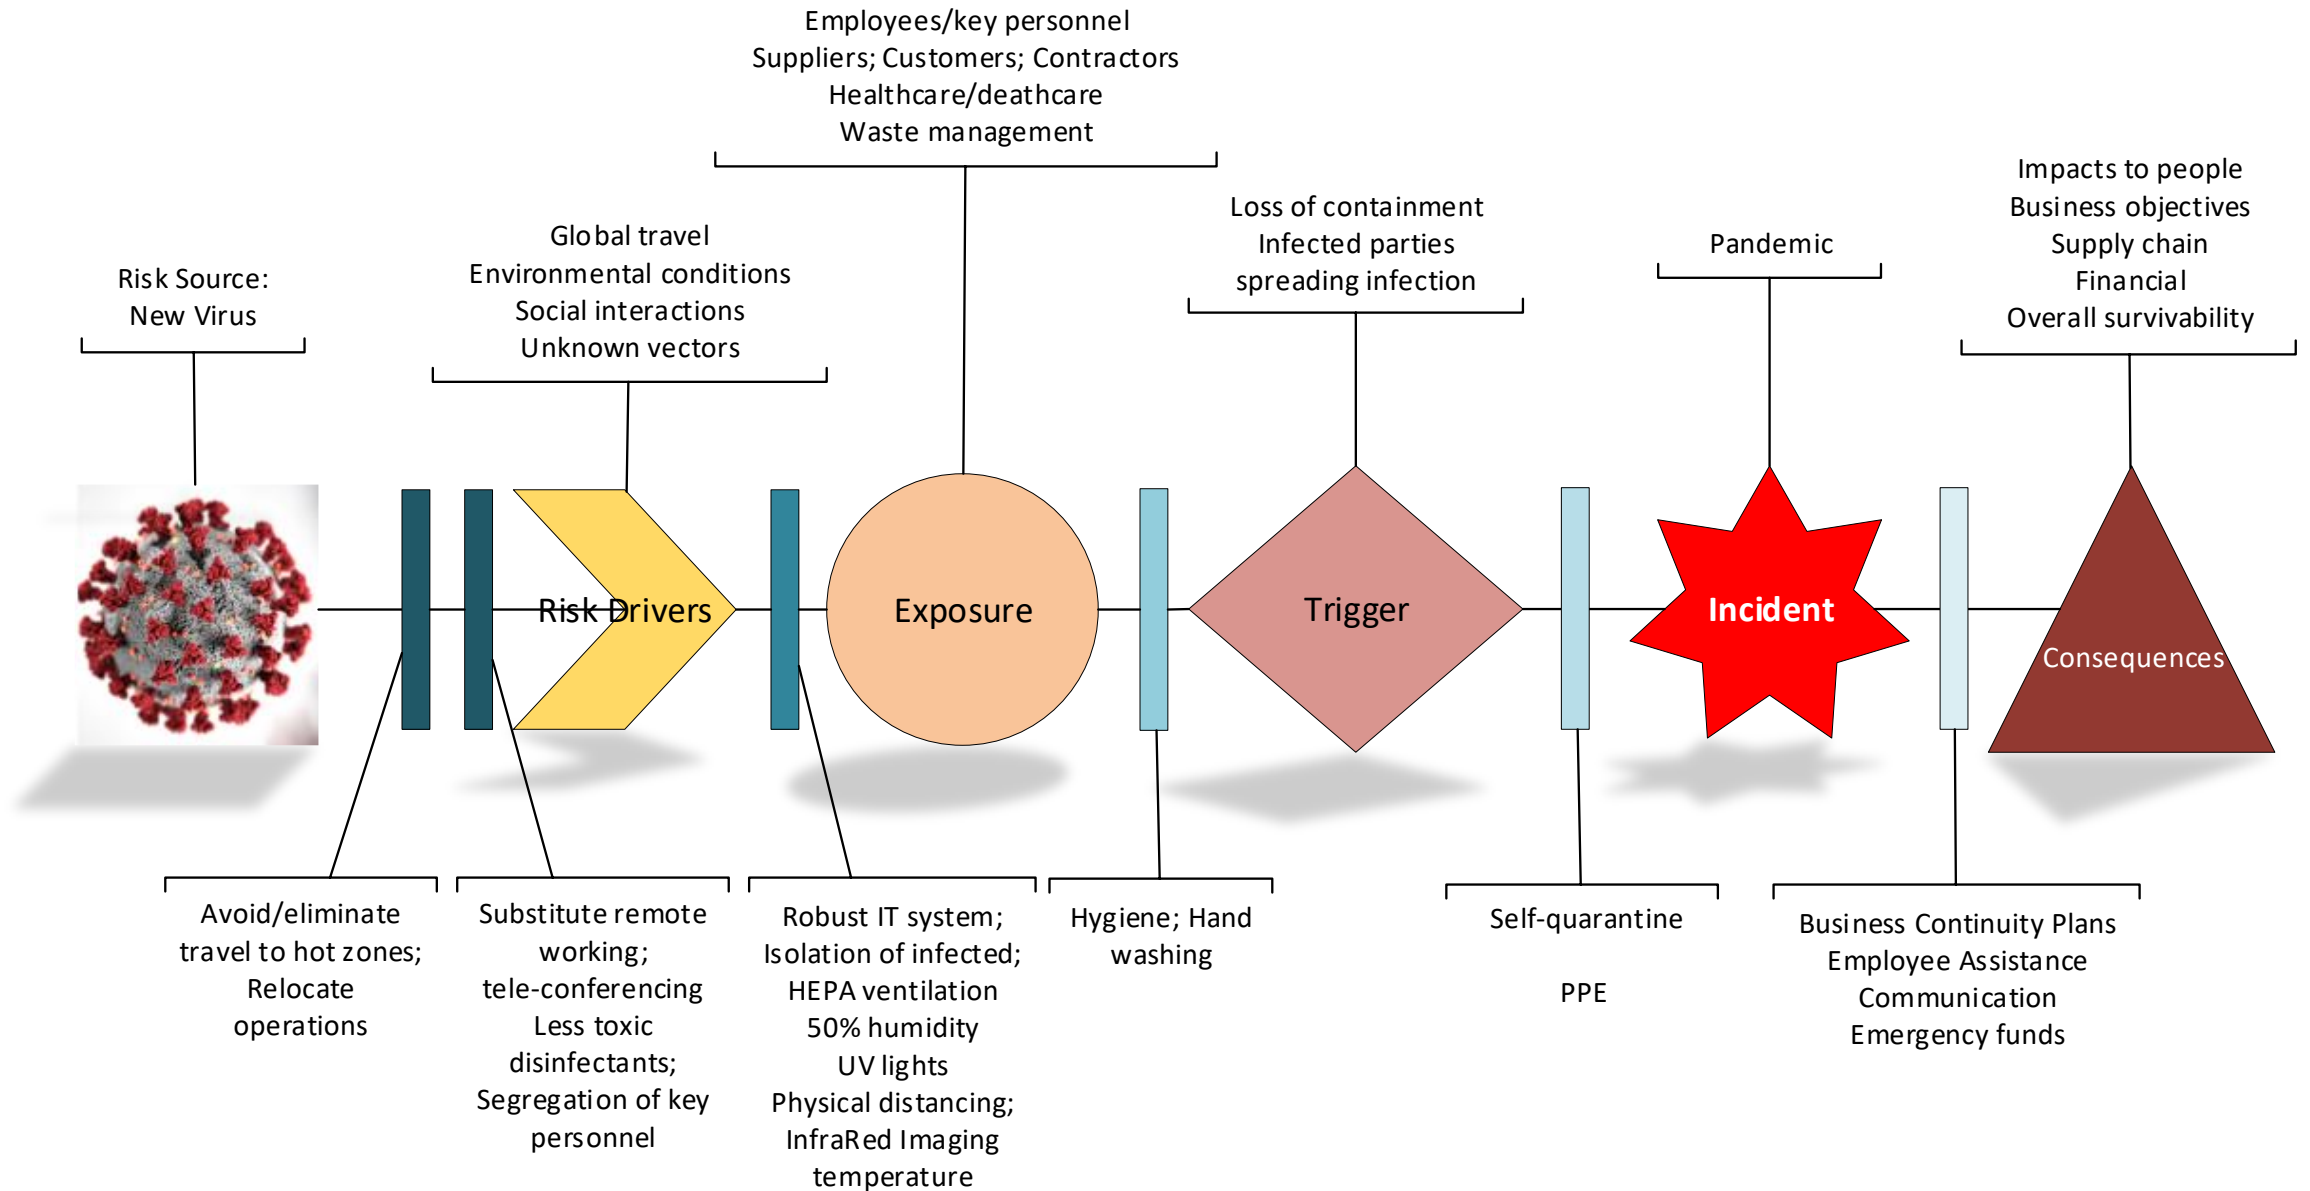 Employees/key personnel
Suppliers; Customers; Contractors
Healthcare/deathcare
Waste management
Impacts to people
Business objectives
Supply chain
Financial
Overall survivability
Loss of containment
Infected parties
spreading infection
Pandemic
Global travel
Environmental conditions
Social interactions
Unknown vectors
Risk Source:
New Virus
Risk Drivers
Exposure
Trigger
Incident
Consequences
Avoid/eliminate
travel to hot zones;
Relocate
operations
Substitute remote
working;
tele-conferencing
Less toxic
disinfectants;
Segregation of key
personnel
Robust IT system;
Isolation of infected;
HEPA ventilation
50% humidity
UV lights
Physical distancing;
InfraRed Imaging
temperature
Hygiene; Hand
washing
Self-quarantine
PPE
Business Continuity Plans
Employee Assistance
Communication
Emergency funds